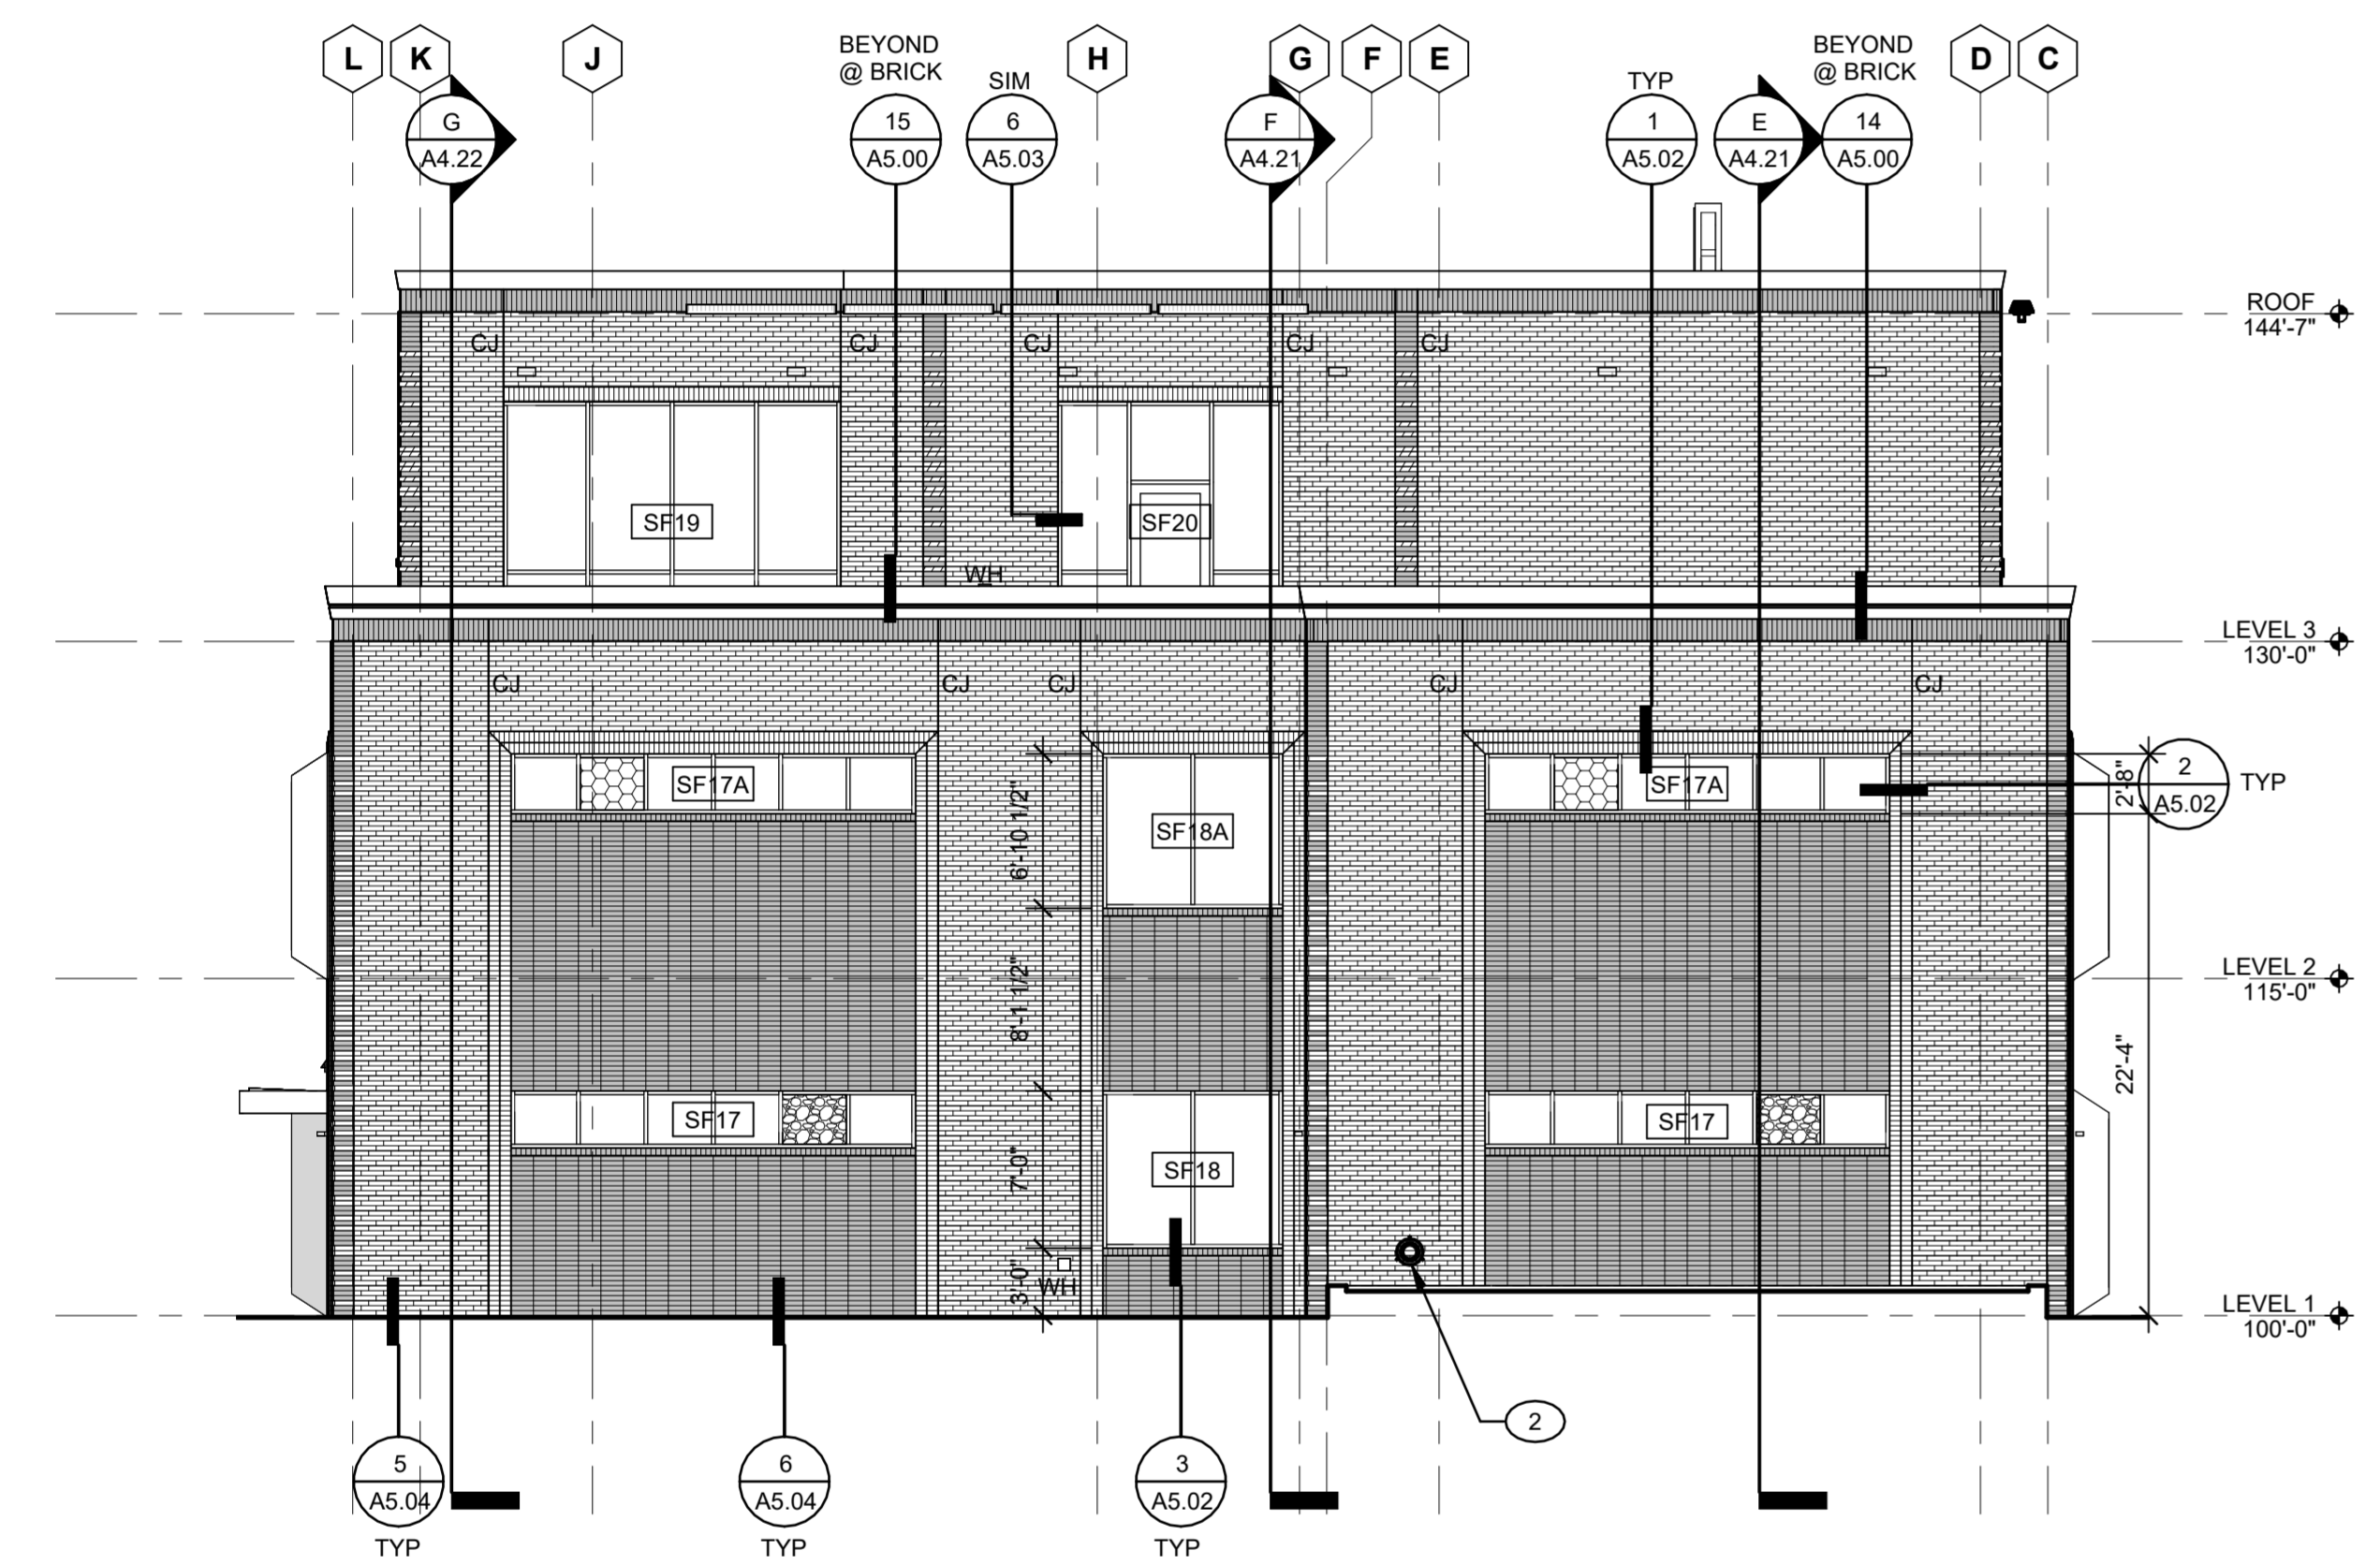 L
K
J
BEYOND
@ BRICK
SIM
H
G
F
E
TYP
BEYOND
@ BRICK
D
C
G
A4.22
15
A5.00
6
A5.03
F
A4.21
1
A5.02
E
A4.21
14
A5.00
ROOF
144'-7"
CJ
CJ
CJ
CJ
CJ
SF19
SF20
WH
LEVEL 3
130'-0"
CJ
CJ
CJ
CJ
CJ
SF17A
SF18A
SF17A
2'-8"
2
A5.02
TYP
6'-10 1/2"
8'-1 1/2"
LEVEL 2
115'-0"
22'-4"
SF17
SF18
SF17
7'-0"
3'-0"
WH
LEVEL 1
100'-0"
2
5
A5.04
TYP
6
A5.04
TYP
3
A5.02
TYP